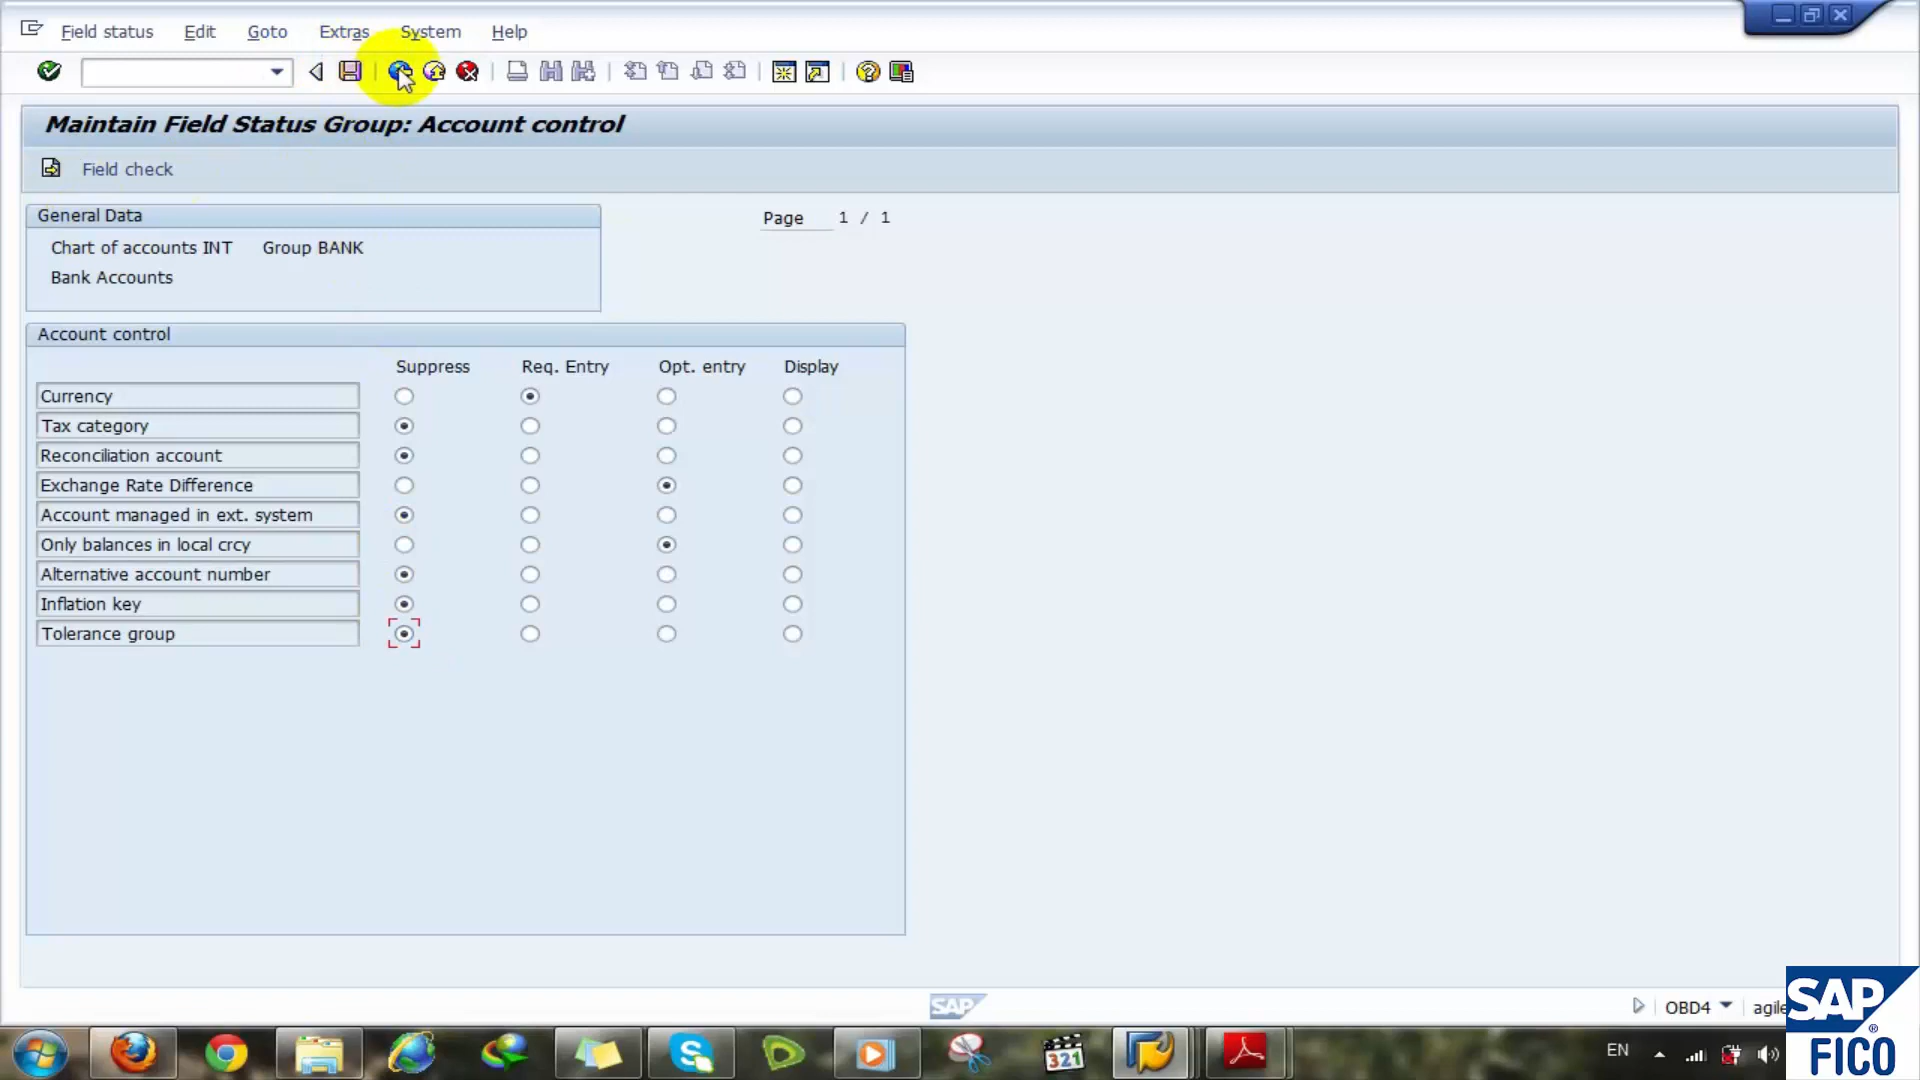 Field status Edit Goto Extras System Help
Maintain Field Status Group: Account control
Field check
General Data
Page 1 / 1
Chart of accounts INT Group BANK
Bank Accounts
Account control
Suppress Req. Entry Opt. entry Display
Currency
Tax category
Reconciliation account
Exchange Rate Difference
Account managed in ext. system
Only balances in local crcy
Alternative account number
Inflation key
Tolerance group
SAP
OBD4 agile
SAP ®
FICO
321
EN